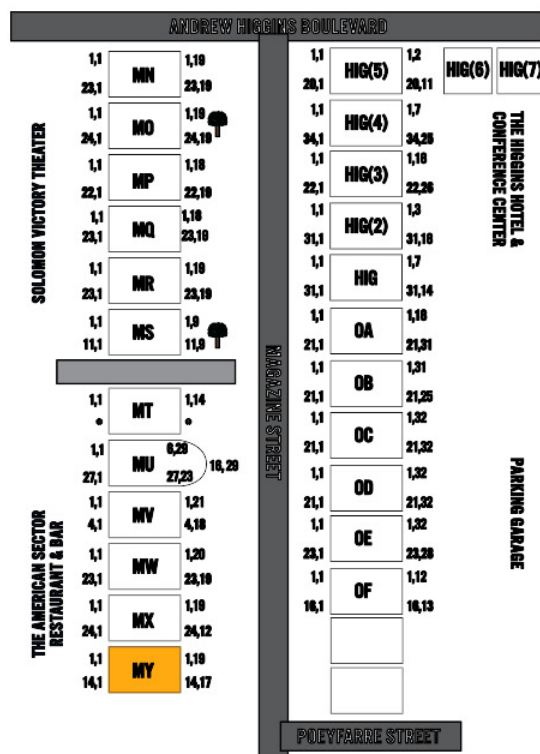 ANDREW HIGGINS BOULEVARD
SOLOMON VICTORY THEATER
1,1 MN 1,19
23,1 23,19
1,1 MO 1,19
24,1 24,19
1,1 MP 1,18
22,1 22,19
1,1 MQ 1,18
23,1 23,19
1,1 MR 1,19
23,1 23,19
1,1 MS 1,9
11,1 11,9
THE AMERICAN SECTOR
RESTAURANT & BAR
1,1 MT 1,14
1,1 MU 6,29
27,1 27,23 16,29
1,1 MV 1,21
4,1 4,18
1,1 MW 1,20
23,1 23,19
1,1 MX 1,19
24,1 24,12
1,1 MY 1,19
14,1 14,17
MAGAZINE STREET
1,1 HIG(5) 1,2 HIG(6) HIG(7)
20,11
1,1 HIG(4) 1,7
34,1 34,25
1,1 HIG(3) 1,16
22,1 22,26
1,1 HIG(2) 1,3
31,1 31,16
1,1 HIG 1,7
31,1 31,14
THE HIGGINS HOTEL &
CONFERENCE CENTER
1,1 OA 1,18
21,1 21,31
1,1 OB 1,31
21,1 21,25
1,1 OC 1,32
21,1 21,32
1,1 OD 1,32
21,1 21,32
1,1 OE 1,32
23,1 23,28
1,1 OF 1,12
16,1 16,13
PARKING GARAGE
POEYFARRE STREET